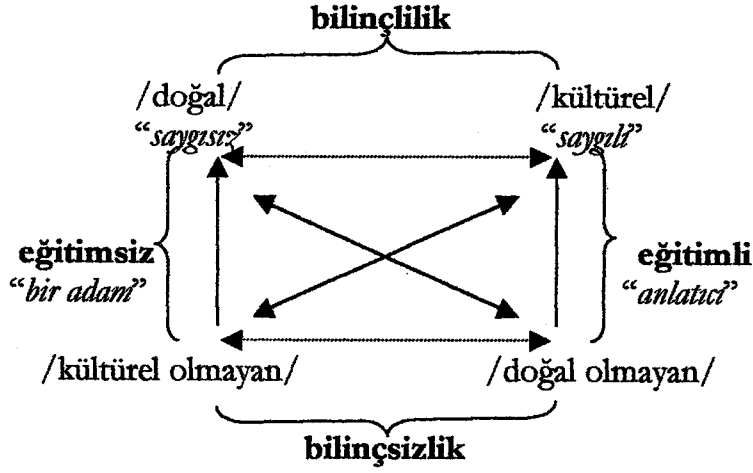 bilinçlilik
/doğal/ /kültürel/
“saygısız” “saygılı”
eğitimsiz eğitimli
“bir adam” “anlatıcı”
/kültürel olmayan/ /doğal olmayan/
bilinçsizlik